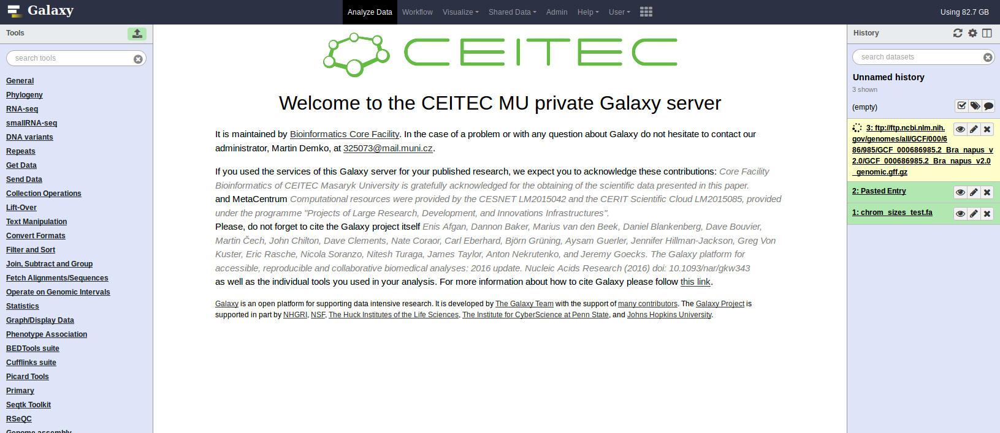 Galaxy
Analyze Data Workflow Visualize Shared Data Admin Help User
Using 82.7 GB
Tools
search tools
General
Phylogeny
RNA-seq
smallRNA-seq
DNA variants
Repeats
Get Data
Send Data
Collection Operations
Lift-Over
Text Manipulation
Convert Formats
Filter and Sort
Join, Subtract and Group
Fetch Alignments/Sequences
Operate on Genomic Intervals
Statistics
Graph/Display Data
Phenotype Association
BEDTools suite
Cufflinks suite
Picard Tools
Primary
Seqtk Toolkit
RSeQC
Genome assembly
CEITEC
Welcome to the CEITEC MU private Galaxy server
It is maintained by Bioinformatics Core Facility. In the case of a problem or with any question about Galaxy do not hesitate to contact our
administrator, Martin Demko, at 325073@mail.muni.cz.
If you used the services of this Galaxy server for your published research, we expect you to acknowledge these contributions: Core Facility
Bioinformatics of CEITEC Masaryk University is gratefully acknowledged for the obtaining of the scientific data presented in this paper.
and MetaCentrum Computational resources were provided by the CESNET LM2015042 and the CERIT Scientific Cloud LM2015085, provided
under the programme "Projects of Large Research, Development, and Innovations Infrastructures".
Please, do not forget to cite the Galaxy project itself Enis Afgan, Dannon Baker, Marius van den Beek, Daniel Blankenberg, Dave Bouvier,
Martin Čech, John Chilton, Dave Clements, Nate Coraor, Carl Eberhard, Björn Grüning, Aysam Guerler, Jennifer Hillman-Jackson, Greg Von
Kuster, Eric Rasche, Nicola Soranzo, Nitesh Turaga, James Taylor, Anton Nekrutenko, and Jeremy Goecks. The Galaxy platform for
accessible, reproducible and collaborative biomedical analyses: 2016 update. Nucleic Acids Research (2016) doi: 10.1093/nar/gkw343
as well as the individual tools you used in your analysis. For more information about how to cite Galaxy please follow this link.
Galaxy is an open platform for supporting data intensive research. It is developed by The Galaxy Team with the support of many contributors. The Galaxy Project is
supported in part by NHGRI, NSF, The Huck Institutes of the Life Sciences, The Institute for CyberScience at Penn State, and Johns Hopkins University.
History
search datasets
Unnamed history
3 shown
(empty)
3: ftp://ftp.ncbi.nlm.nih.
gov/genomes/all/GCF/000/6
86/985/GCF_000686985.2_Bra_napus_v
2.0/GCF_000686985.2_Bra_napus_v2.0
_genomic.gff.gz
2: Pasted Entry
1: chrom_sizes_test.fa